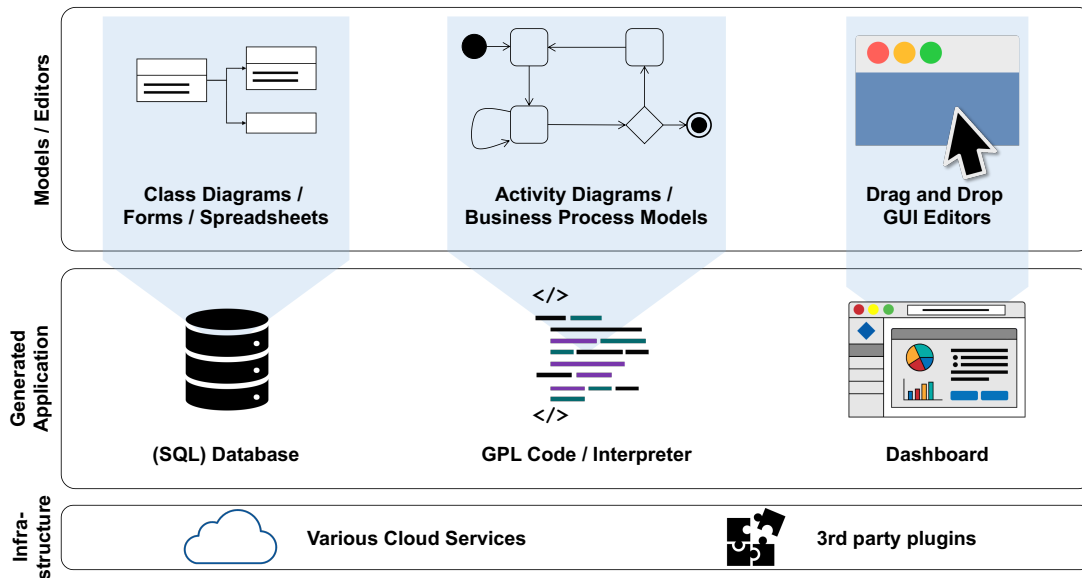 Models / Editors
Class Diagrams /
Forms / Spreadsheets
Activity Diagrams /
Business Process Models
Drag and Drop
GUI Editors
Generated
Application
</>
</>
(SQL) Database
GPL Code / Interpreter
Dashboard
Infra-
structure
Various Cloud Services
3rd party plugins